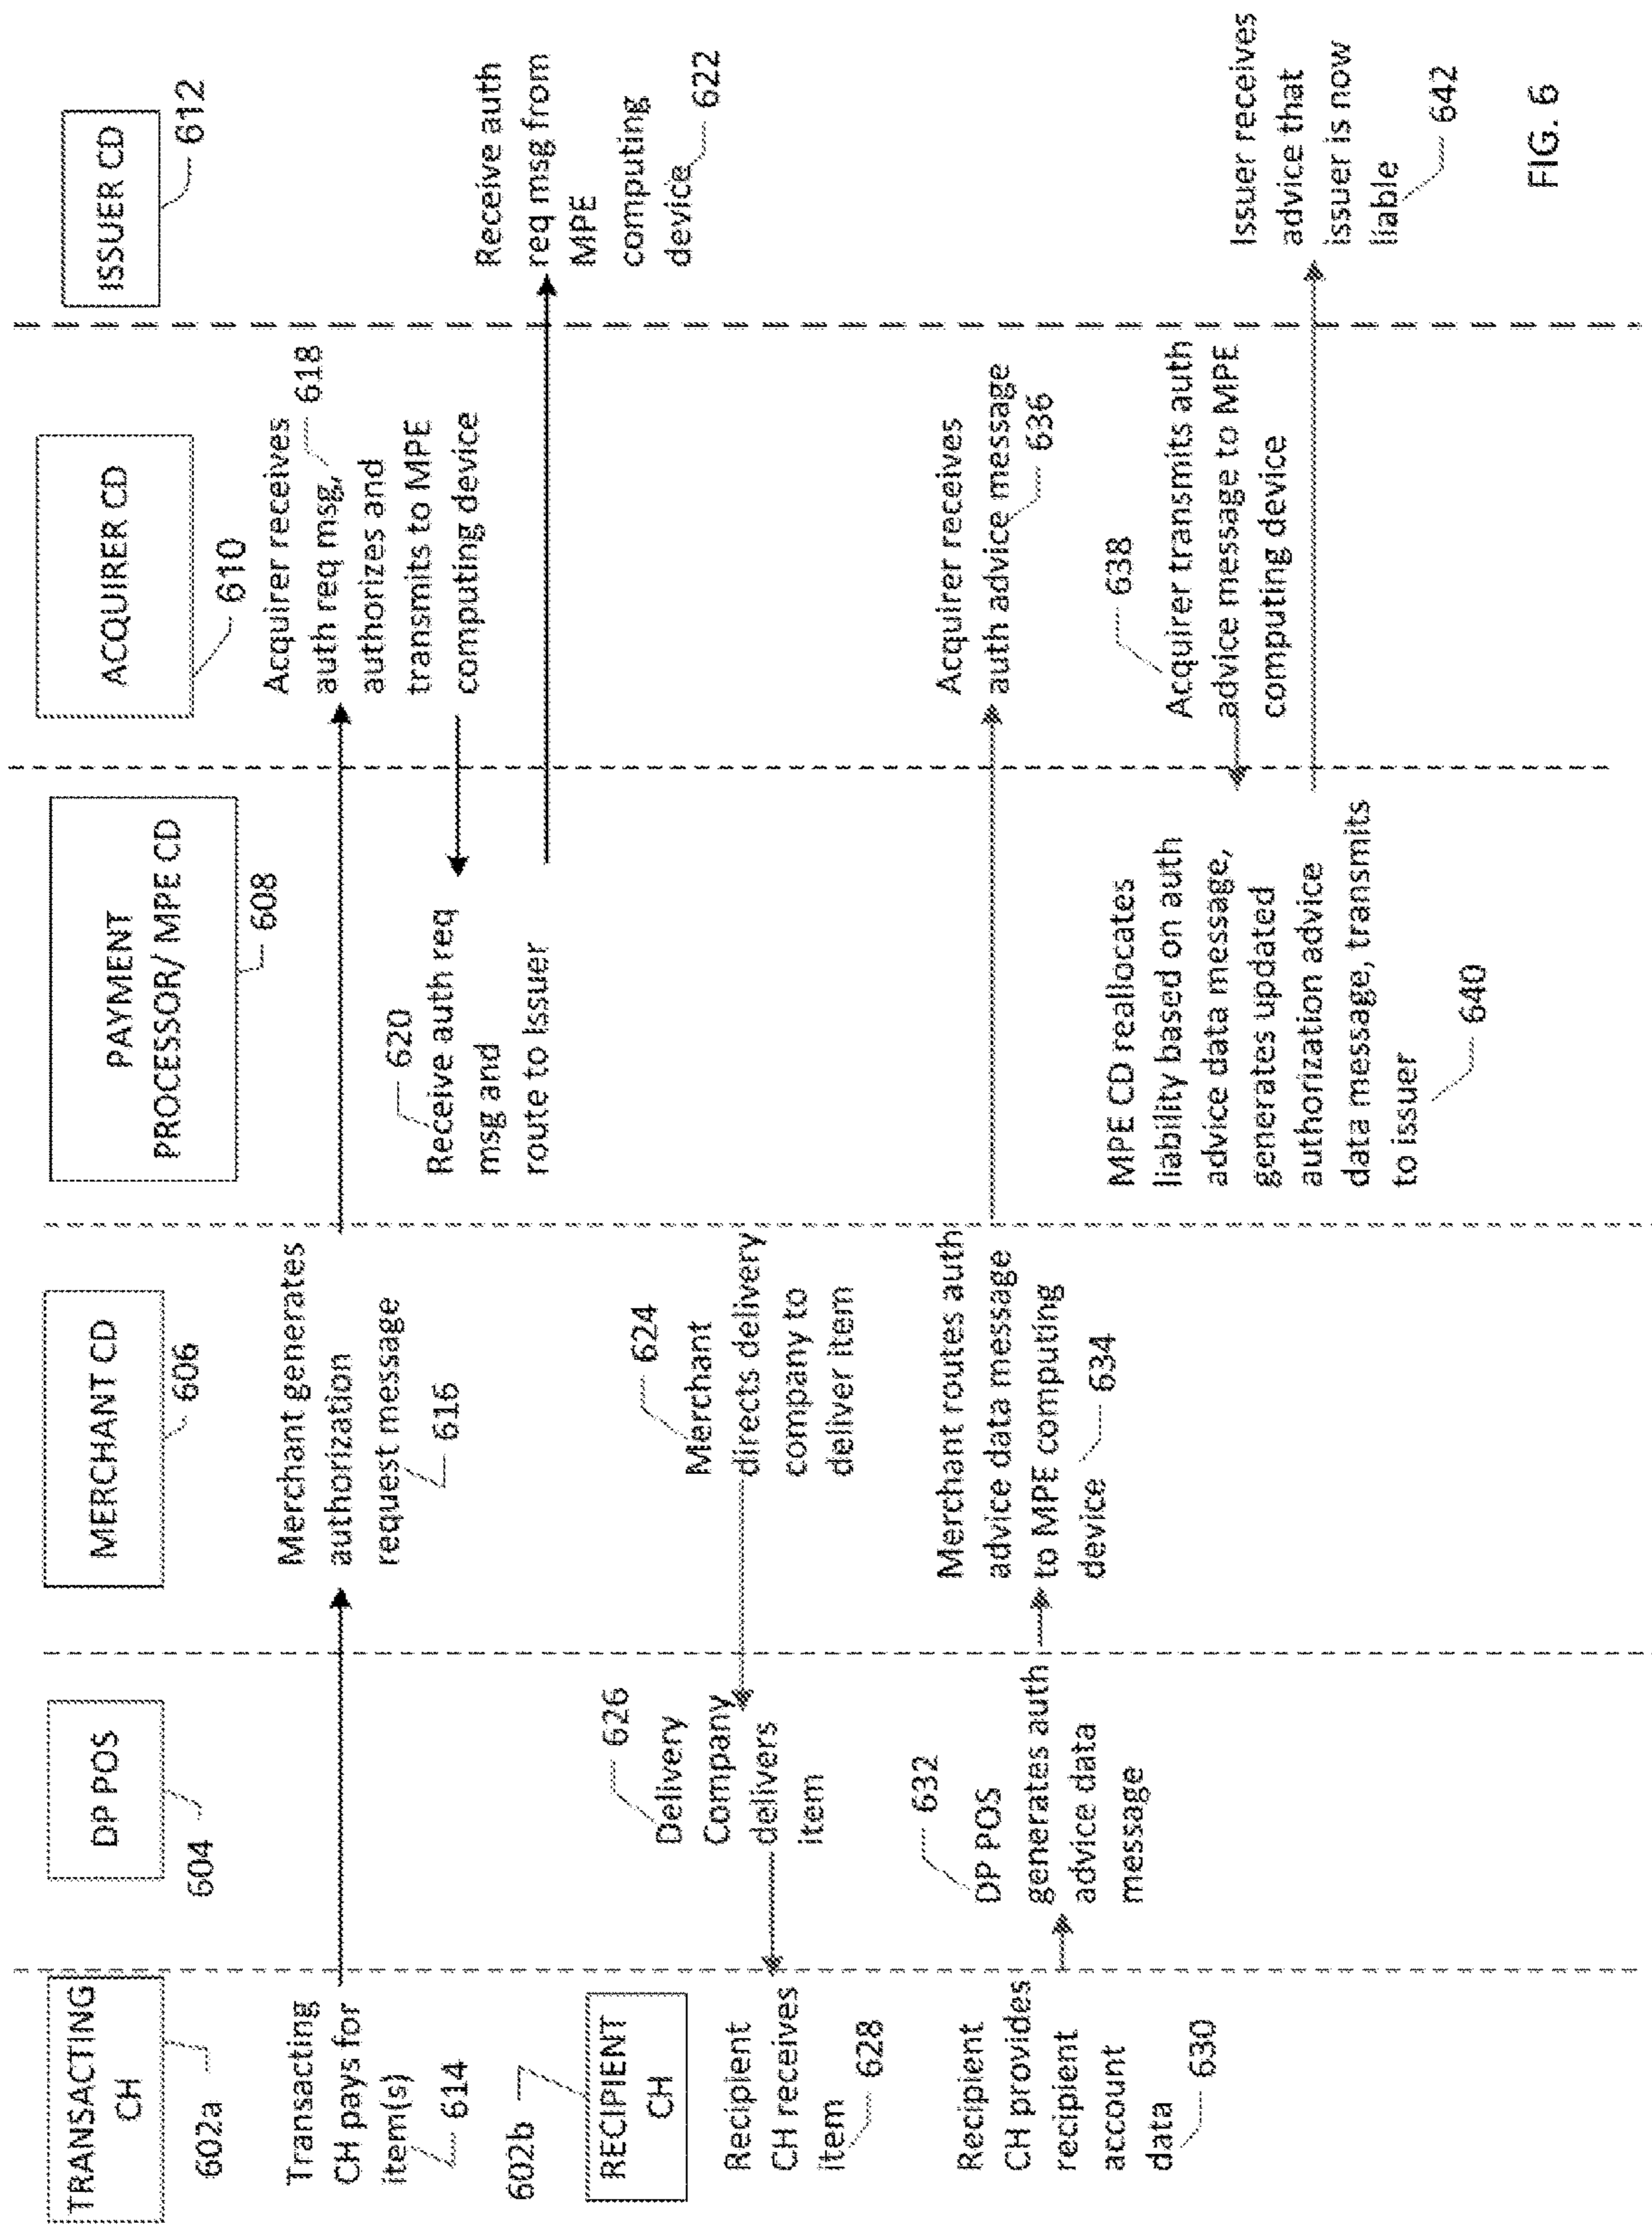 TRANSACTING
CH
602a
DP POS
604
MERCHANT CD
606
PAYMENT
PROCESSOR/ MPE CD
608
ACQUIRER CD
610
ISSUER CD
612
Transacting
CH pays for
item(s)
614
Merchant generates
authorization
request message
616
Acquirer receives
auth req msg,
authorizes and
transmits to MPE
computing device
618
620
Receive auth req
msg and
route to Issuer
Receive auth
req msg from
MPE
computing
device
622
602b
RECIPIENT
CH
624
Merchant
directs delivery
company to
deliver item
626
Delivery
Company
delivers
item
Recipient
CH receives
item
628
Recipient
CH provides
recipient
account
data
630
632
DP POS
generates auth
advice data
message
Merchant routes auth
advice data message
to MPE computing
device
634
Acquirer receives
auth advice message
636
638
Acquirer transmits auth
advice message to MPE
computing device
MPE CD reallocates
liability based on auth
advice data message,
generates updated
authorization advice
data message, transmits
to issuer
640
Issuer receives
advice that
issuer is now
liable
642
FIG. 6